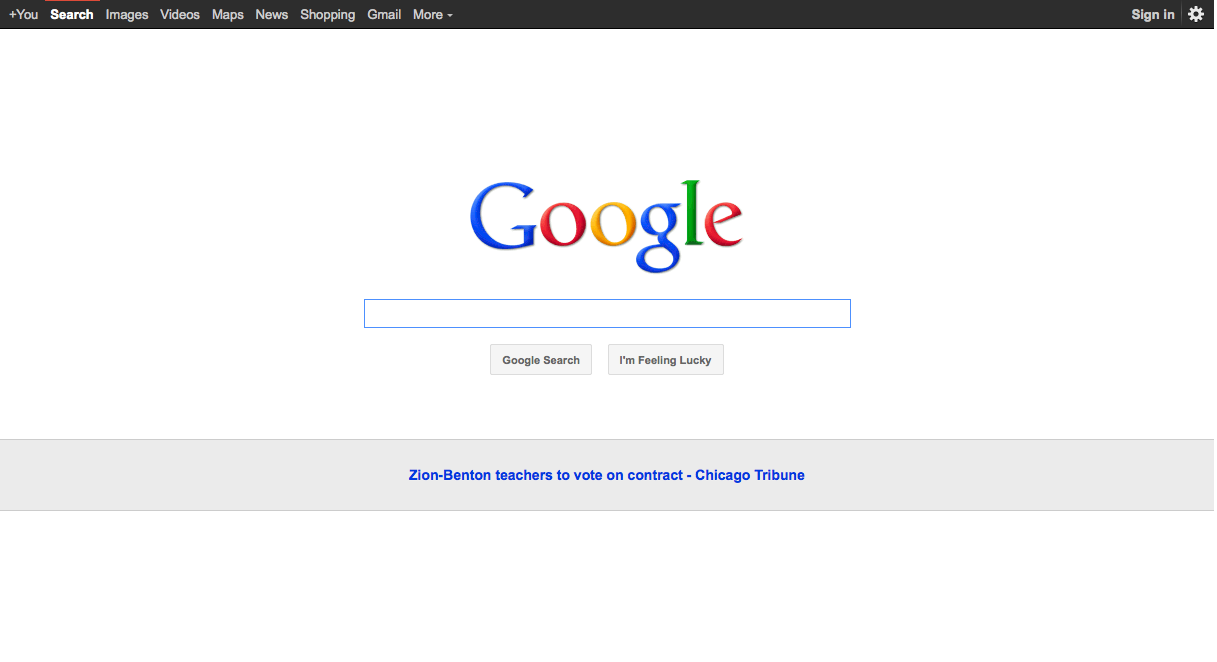 +You Search Images Videos Maps News Shopping Gmail More Sign in
Google
Google Search I'm Feeling Lucky
Zion-Benton teachers to vote on contract - Chicago Tribune